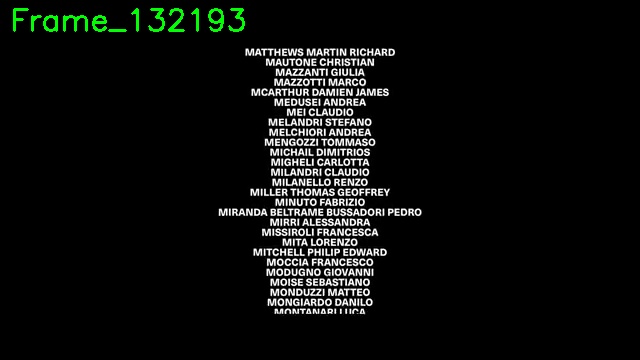 Frame_132193
MATTHEWS MARTIN RICHARD
MAUTONE CHRISTIAN
MAZZANTI GIULIA
MAZZOTTI MARCO
MCARTHUR DAMIEN JAMES
MEDUSEI ANDREA
MEI CLAUDIO
MELANDRI STEFANO
MELCHIORI ANDREA
MENGOZZI TOMMASO
MICHAIL DIMITRIOS
MIGHELI CARLOTTA
MILANDRI CLAUDIO
MILANELLO RENZO
MILLER THOMAS GEOFFREY
MINUTO FABRIZIO
MIRANDA BELTRAME BUSSADORI PEDRO
MIRRI ALESSANDRA
MISSIROLI FRANCESCA
MITA LORENZO
MITCHELL PHILIP EDWARD
MOCCIA FRANCESCO
MODUGNO GIOVANNI
MOISE SEBASTIANO
MONDUZZI MATTEO
MONGIARDO DANILO
MONTANARI LUCA